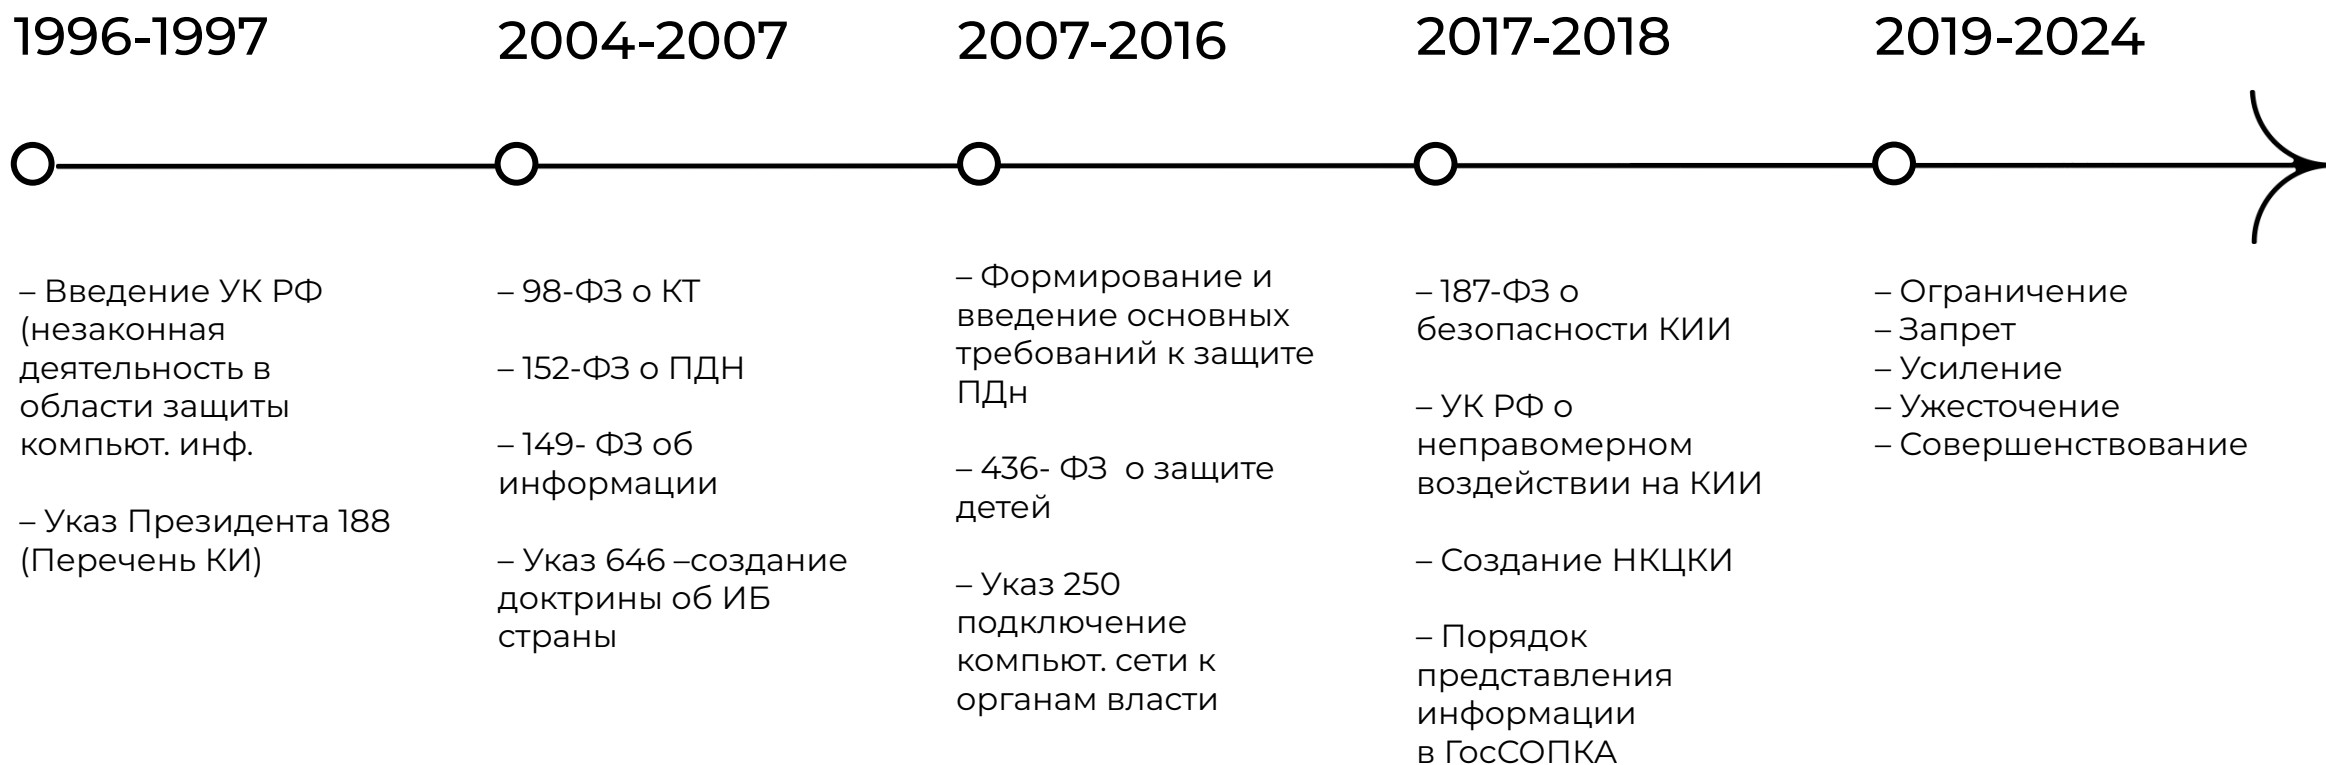 1996-1997
– Введение УК РФ
(незаконная
деятельность в
области защиты
компьют. инф.
– Указ Президента 188
(Перечень КИ)
2004-2007
– 98-ФЗ о КТ
– 152-ФЗ о ПДН
– 149- ФЗ об
информации
– Указ 646 –создание
доктрины об ИБ
страны
2007-2016
– Формирование и
введение основных
требований к защите
ПДн
– 436- ФЗ  о защите
детей
– Указ 250
подключение
компьют. сети к
органам власти
2017-2018
– 187-ФЗ о
безопасности КИИ
– УК РФ о
неправомерном
воздействии на КИИ
– Создание НКЦКИ
– Порядок
представления
информации
в ГосСОПКА
2019-2024
– Ограничение
– Запрет
– Усиление
– Ужесточение
– Совершенствование